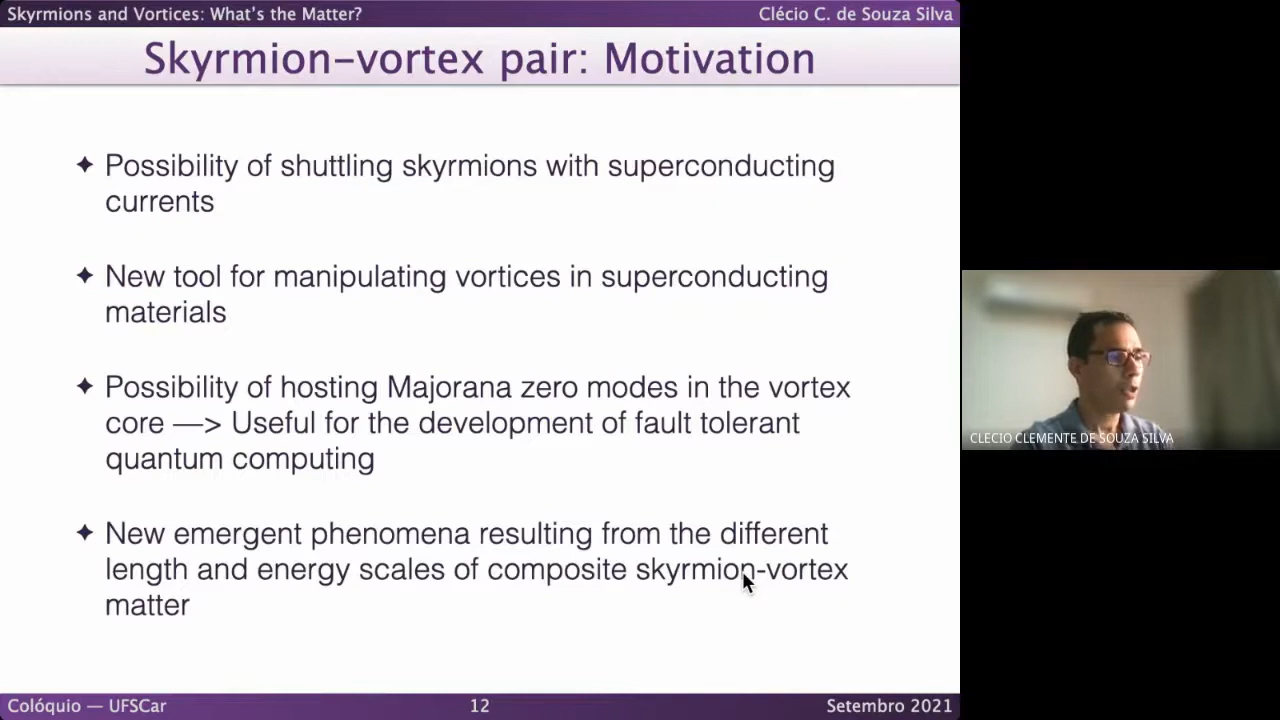 Skyrmions and Vortices: What's the Matter?
Clécio C. de Souza Silva
Skyrmion–vortex pair: Motivation
✦ Possibility of shuttling skyrmions with superconducting
currents
✦ New tool for manipulating vortices in superconducting
materials
✦ Possibility of hosting Majorana zero modes in the vortex
core —> Useful for the development of fault tolerant
quantum computing
✦ New emergent phenomena resulting from the different
length and energy scales of composite skyrmion-vortex
matter
CLECIO CLEMENTE DE SOUZA SILVA
Colóquio — UFSCar
12
Setembro 2021